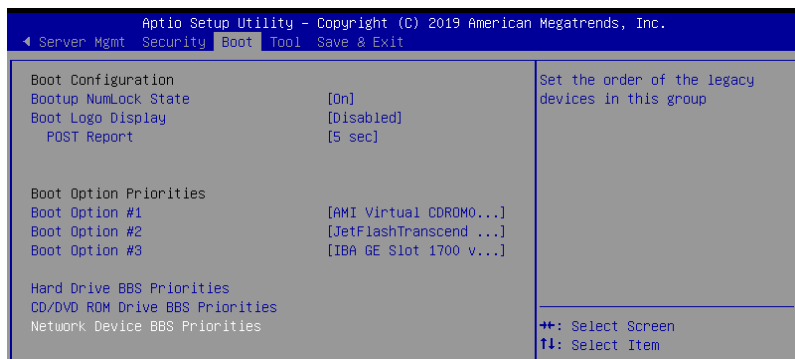 Aptio Setup Utility – Copyright (C) 2019 American Megatrends, Inc.
◄ Server Mgmt Security Boot Tool Save & Exit
Boot Configuration
Bootup NumLock State [On]
Boot Logo Display [Disabled]
POST Report [5 sec]
Boot Option Priorities
Boot Option #1 [AMI Virtual CDROM0...]
Boot Option #2 [JetFlashTranscend ...]
Boot Option #3 [IBA GE Slot 1700 v...]
Hard Drive BBS Priorities
CD/DVD ROM Drive BBS Priorities
Network Device BBS Priorities
Set the order of the legacy
devices in this group
→←: Select Screen
↑↓: Select Item